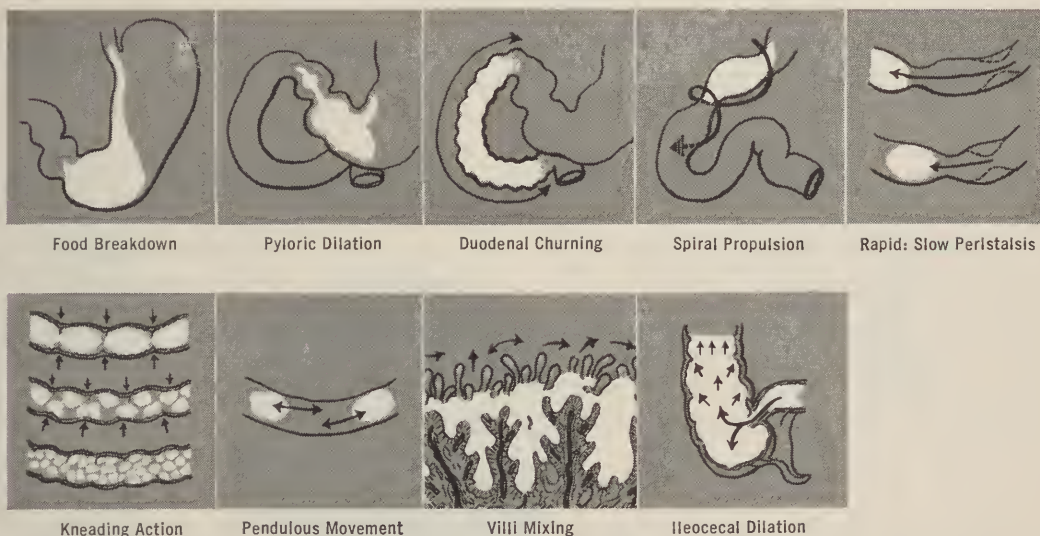 Food Breakdown
Pyloric Dilation
Duodenal Churning
Spiral Propulsion
Rapid: Slow Peristalsis
Kneading Action
Pendulous Movement
Villi Mixing
Ileocecal Dilation